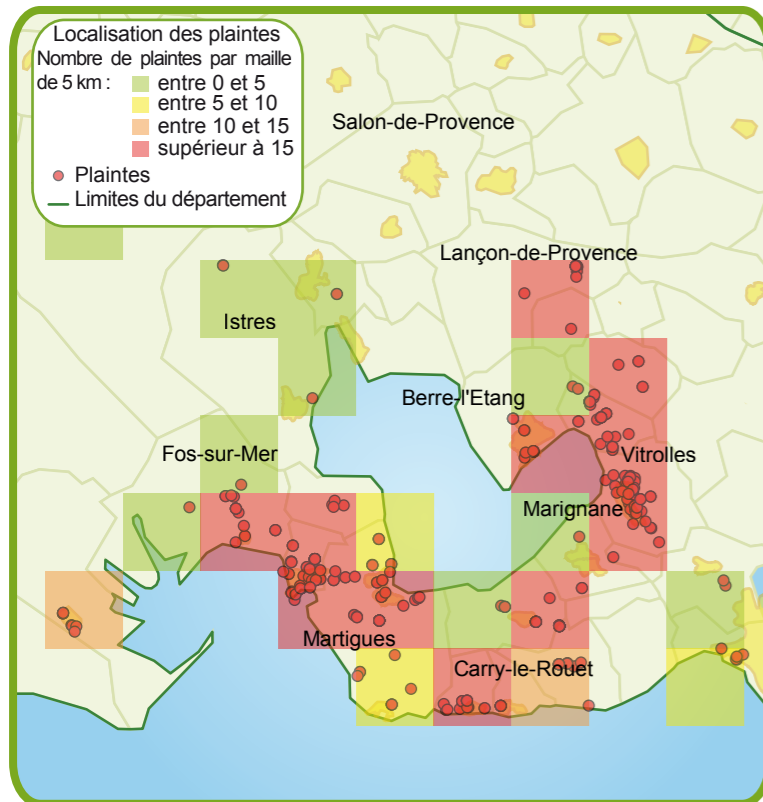 Localisation des plaintes
Nombre de plaintes par maille
de 5 km :
entre 0 et 5
entre 5 et 10
entre 10 et 15
supérieur à 15
Plaintes
Limites du département
Salon-de-Provence
Lançon-de-Provence
Istres
Berre-l'Etang
Fos-sur-Mer
Vitrolles
Marignane
Martigues
Carry-le-Rouet